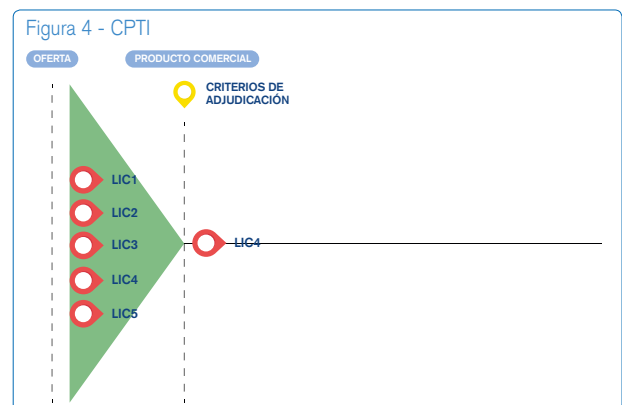 Figura 4 - CPTI
OFERTA
PRODUCTO COMERCIAL
CRITERIOS DE
ADJUDICACIÓN
LIC1
LIC2
LIC3
LIC4
LIC4
LIC5